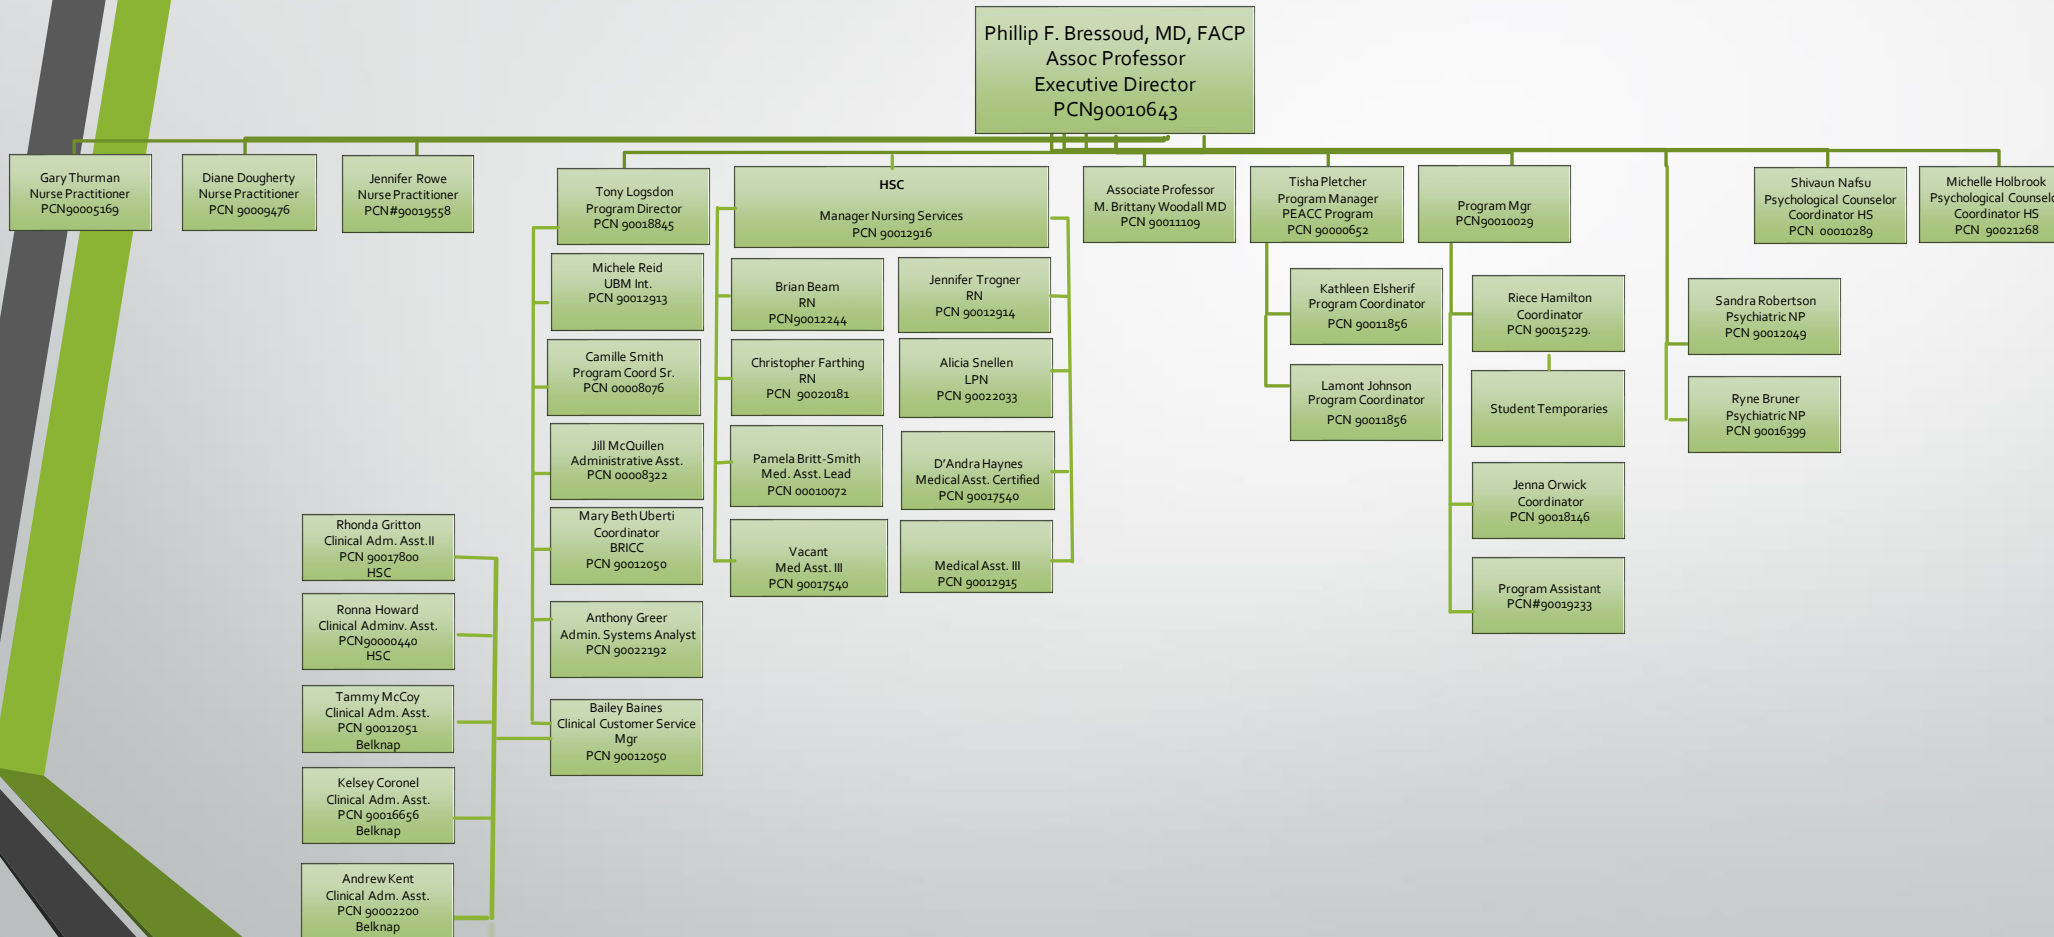 Phillip F. Bressoud, MD, FACP
Assoc Professor
Executive Director
PCN90010643
Gary Thurman
Nurse Practitioner
PCN90005169
Diane Dougherty
Nurse Practitioner
PCN 90009476
Jennifer Rowe
Nurse Practitioner
PCN#90019558
Tony Logsdon
Program Director
PCN 90018845
HSC
Manager Nursing Services
PCN 90012916
Associate Professor
M. Brittany Woodall MD
PCN 90011109
Tisha Pletcher
Program Manager
PEACC Program
PCN 90000652
Program Mgr
PCN90010029
Shivaun Nafsu
Psychological Counselor
Coordinator HS
PCN 00010289
Michelle Holbrook
Psychological Counselo
Coordinator HS
PCN 90021268
Michele Reid
UBM Int.
PCN 90012913
Camille Smith
Program Coord Sr.
PCN 00008076
Jill McQuillen
Administrative Asst.
PCN 00008322
Mary Beth Uberti
Coordinator
BRICC
PCN 90012050
Anthony Greer
Admin. Systems Analyst
PCN 90022192
Bailey Baines
Clinical Customer Service
Mgr
PCN 90012050
Rhonda Gritton
Clinical Adm. Asst.II
PCN 90017800
HSC
Ronna Howard
Clinical Adminv. Asst.
PCN90000440
HSC
Tammy McCoy
Clinical Adm. Asst.
PCN 90012051
Belknap
Kelsey Coronel
Clinical Adm. Asst.
PCN 90016656
Belknap
Andrew Kent
Clinical Adm. Asst.
PCN 90002200
Belknap
Brian Beam
RN
PCN90012244
Christopher Farthing
RN
PCN 90020181
Pamela Britt-Smith
Med. Asst. Lead
PCN 00010072
Vacant
Med Asst. III
PCN 90017540
Jennifer Trogner
RN
PCN 90012914
Alicia Snellen
LPN
PCN 90022033
D'Andra Haynes
Medical Asst. Certified
PCN 90017540
Medical Asst. III
PCN 90012915
Kathleen Elsherif
Program Coordinator
PCN 90011856
Lamont Johnson
Program Coordinator
PCN 90011856
Riece Hamilton
Coordinator
PCN 90015229.
Student Temporaries
Jenna Orwick
Coordinator
PCN 90018146
Program Assistant
PCN#90019233
Sandra Robertson
Psychiatric NP
PCN 90012049
Ryne Bruner
Psychiatric NP
PCN 90016399